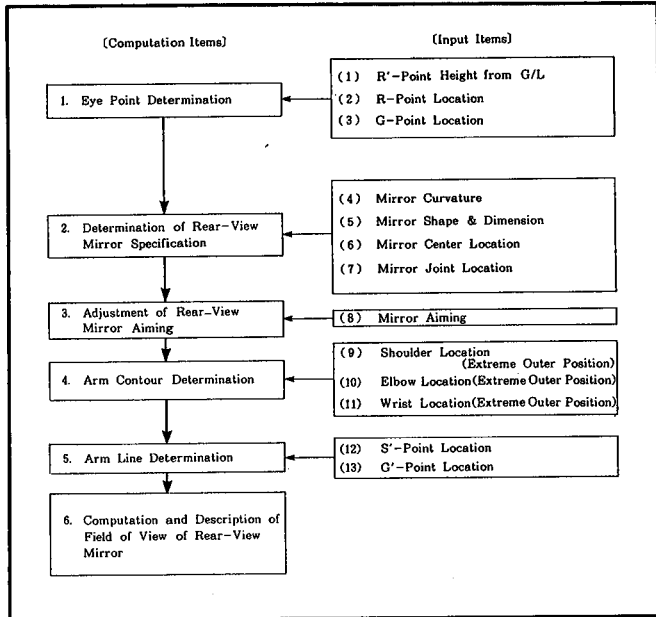 [Computation Items]
[Input Items]
1. Eye Point Determination
(1) R'-Point Height from G/L
(2) R-Point Location
(3) G-Point Location
2. Determination of Rear-View
Mirror Specification
(4) Mirror Curvature
(5) Mirror Shape & Dimension
(6) Mirror Center Location
(7) Mirror Joint Location
3. Adjustment of Rear-View
Mirror Aiming
(8) Mirror Aiming
4. Arm Contour Determination
(9) Shoulder Location
(Extreme Outer Position)
(10) Elbow Location(Extreme Outer Position)
(11) Wrist Location(Extreme Outer Position)
5. Arm Line Determination
(12) S'-Point Location
(13) G'-Point Location
6. Computation and Description of
Field of View of Rear-View
Mirror